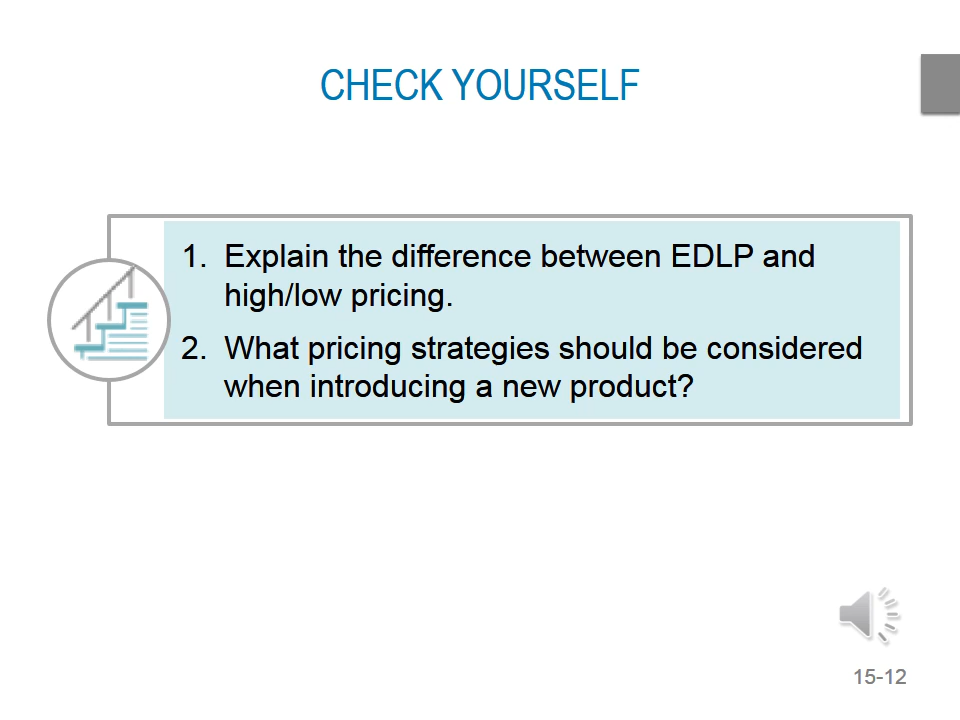 CHECK YOURSELF
1. Explain the difference between EDLP and
high/low pricing.
2. What pricing strategies should be considered
when introducing a new product?
15-12